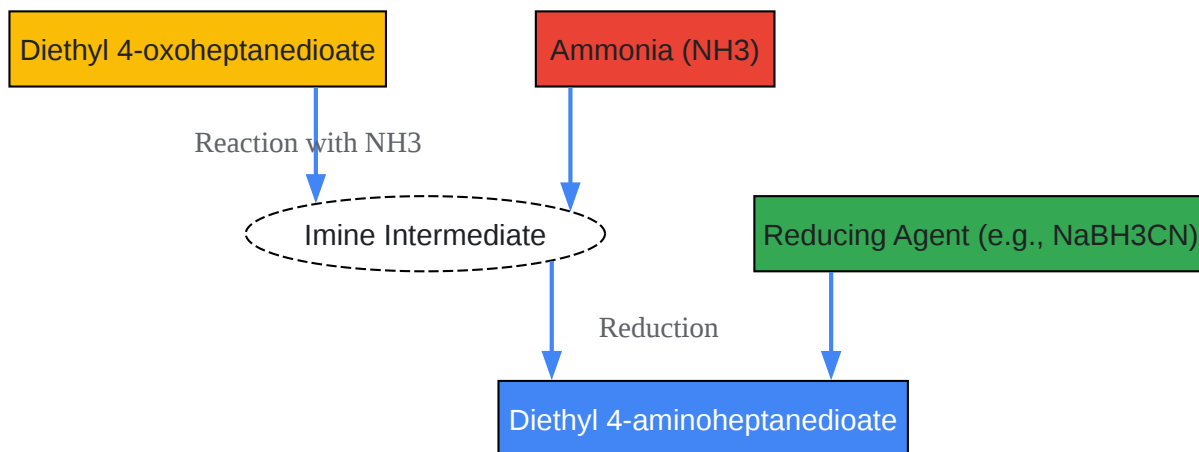 Diethyl 4-oxoheptanedioate
Ammonia (NH3)
Reaction with NH3
Imine Intermediate
Reducing Agent (e.g., NaBH3CN)
Reduction
Diethyl 4-aminoheptanedioate